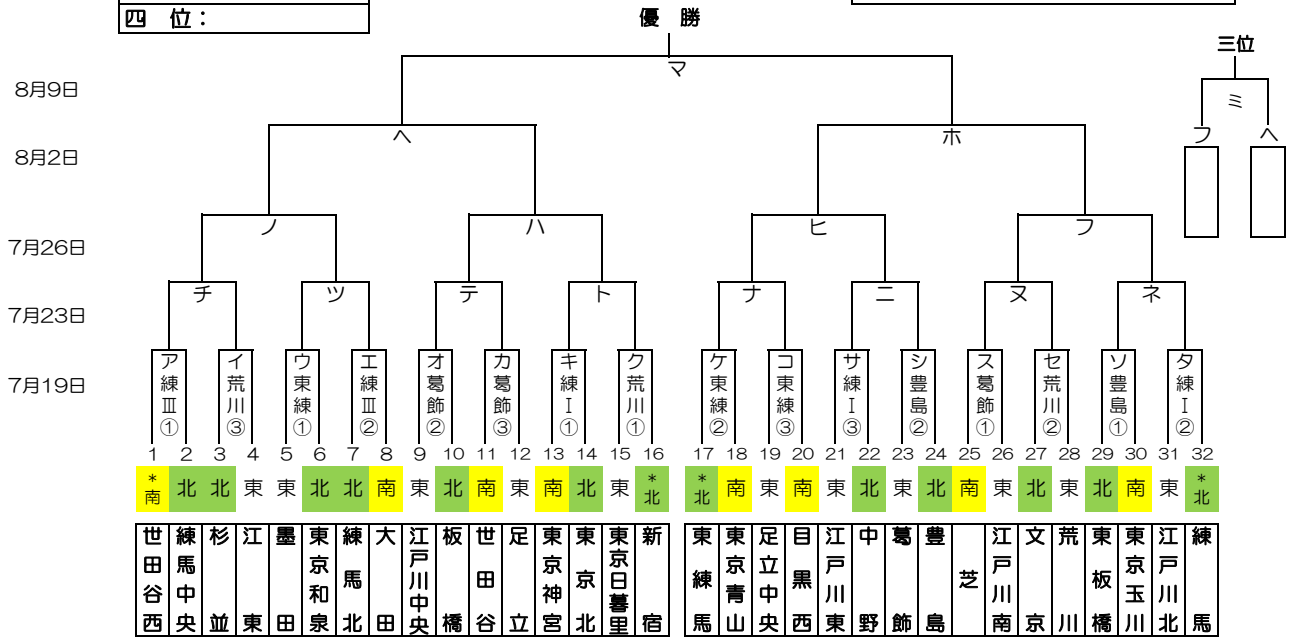 四 位：
優 勝
三位
マ
8月9日
ミ
ヘ
ホ
フ
ヘ
8月2日
ノ
ハ
ヒ
フ
7月26日
チ
ツ
テ
ト
ナ
ニ
ヌ
ネ
7月23日
ア練Ⅲ①
イ荒川③
ウ東練①
エ練Ⅲ②
オ葛飾②
カ葛飾③
キ練Ⅰ①
ク荒川①
ケ東練②
コ東練③
サ練Ⅰ③
シ豊島②
ス葛飾①
セ荒川②
ソ豊島①
タ練Ⅰ②
7月19日
1 2 3 4 5 6 7 8 9 10 11 12 13 14 15 16 17 18 19 20 21 22 23 24 25 26 27 28 29 30 31 32
*南 北 北 東 東 北 北 南 東 北 南 東 南 北 東 *北 *北 南 東 南 東 北 東 北 南 東 北 東 北 南 東 *北
世田谷西
練馬中央
杉並
江東
墨田
東京和泉
練馬北
大田
江戸川中央
板橋
世田谷
足立
東京神宮
東京北
東京日暮里
新宿
東練馬
東京青山
足立中央
目黒西
江戸川東
中野
葛飾
豊島
芝
江戸川南
文京
荒川
東板橋
東京玉川
江戸川北
練馬